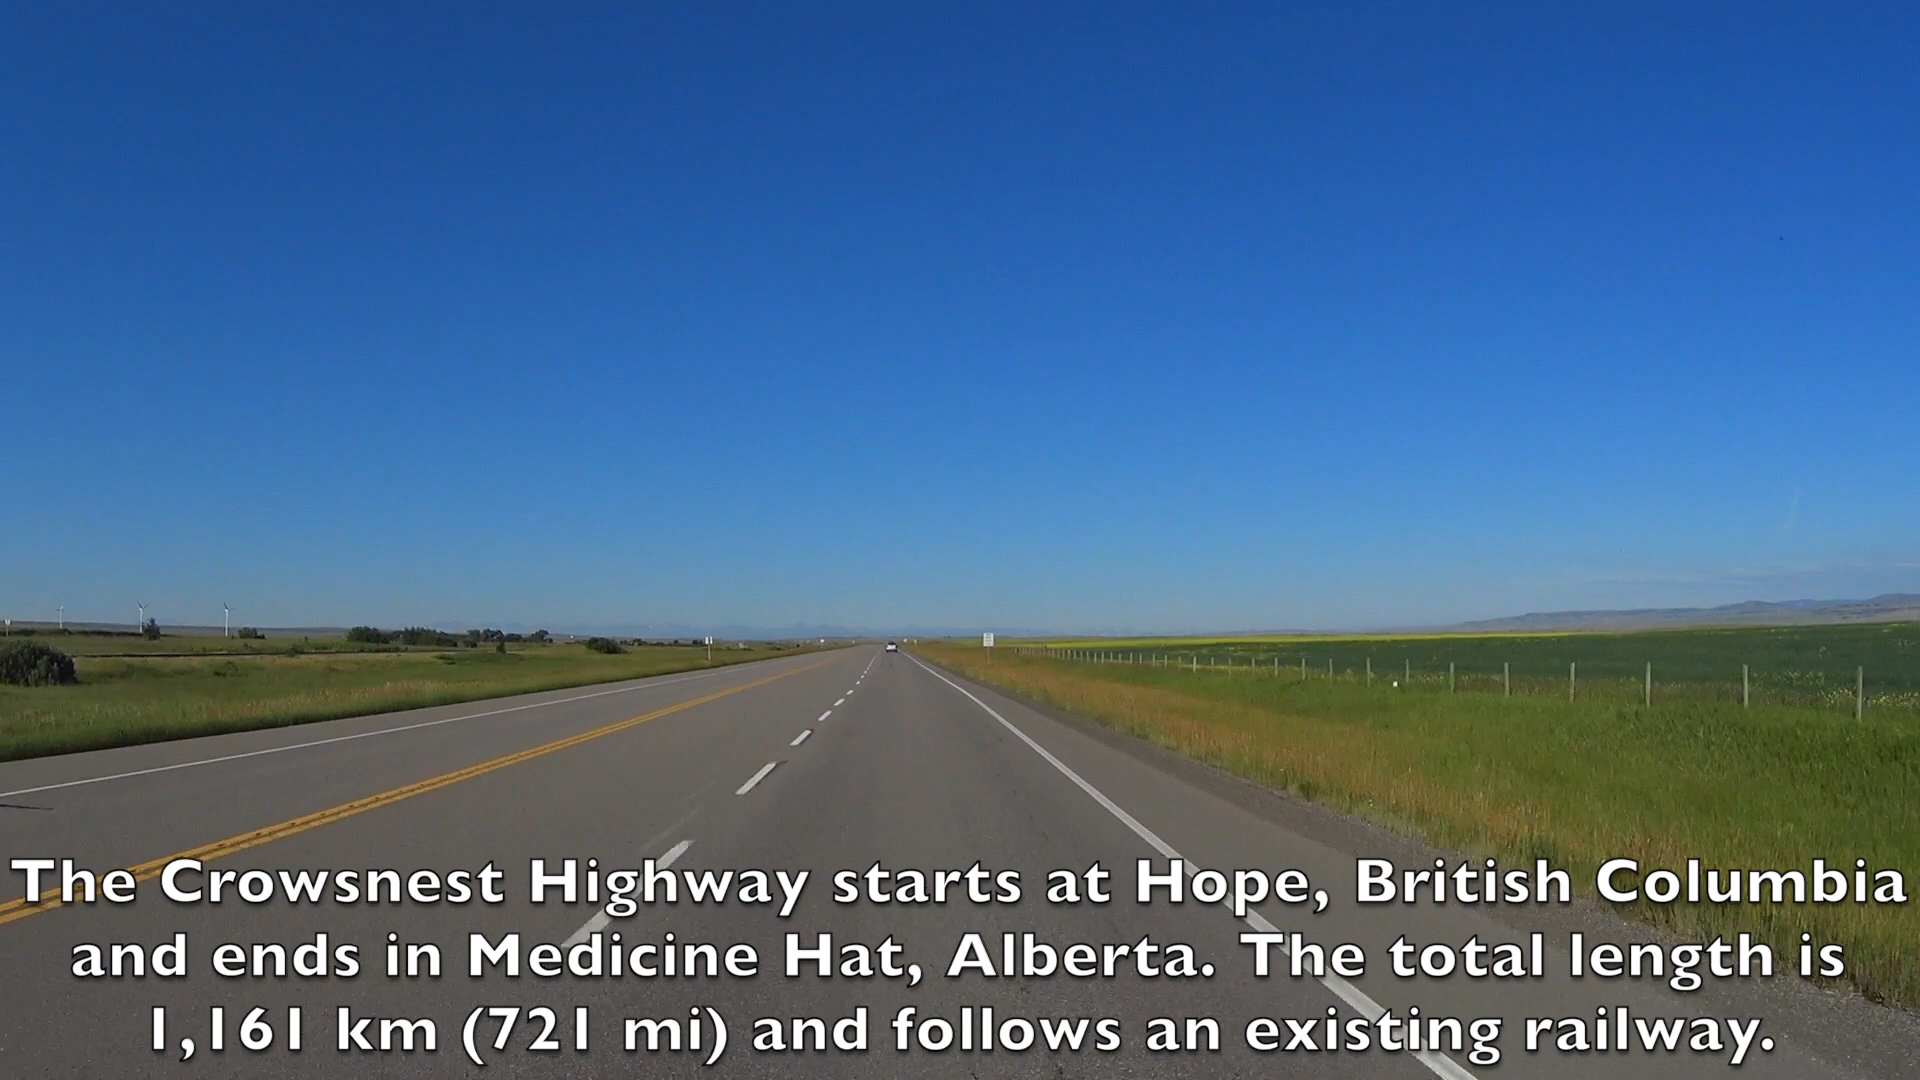 The Crowsnest Highway starts at Hope, British Columbia
and ends in Medicine Hat, Alberta. The total length is
1,161 km (721 mi) and follows an existing railway.